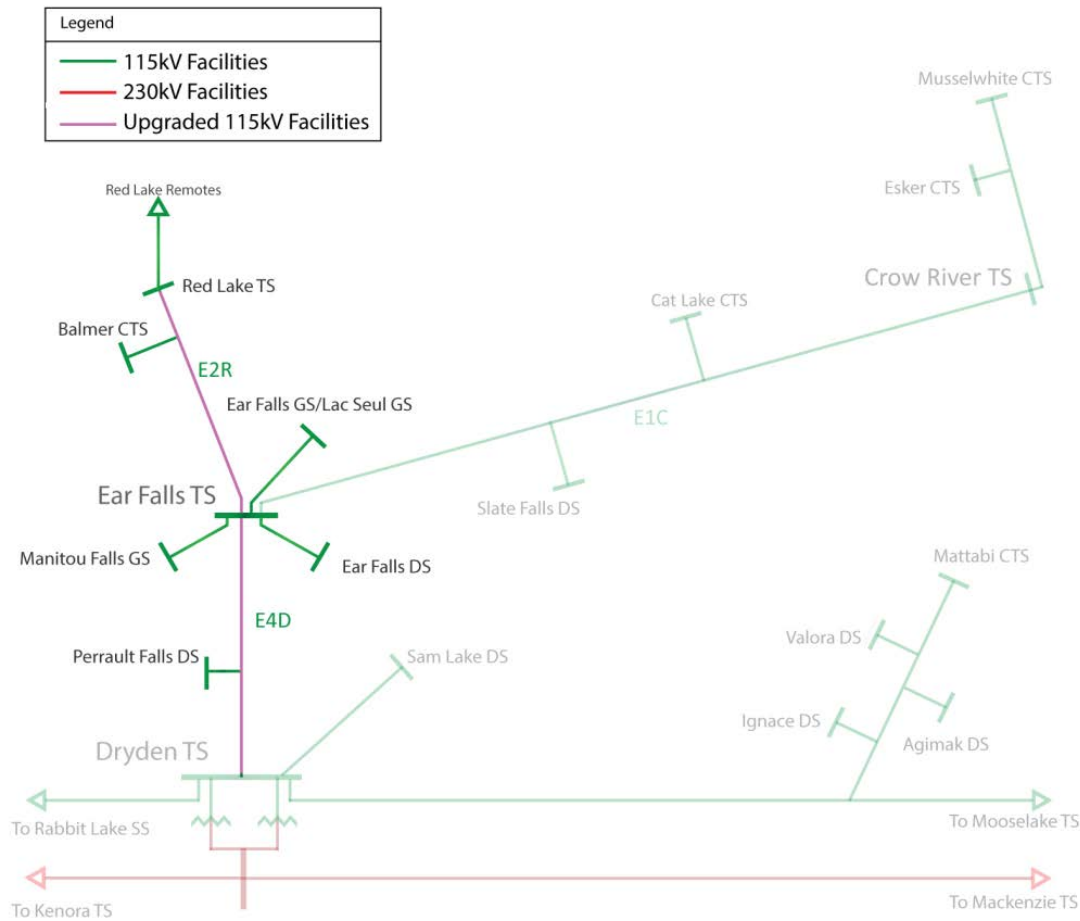 Legend
115kV Facilities
230kV Facilities
Upgraded 115kV Facilities
Musselwhite CTS
Esker CTS
Red Lake Remotes
Crow River TS
Red Lake TS
Cat Lake CTS
Balmer CTS
E2R
Ear Falls GS/Lac Seul GS
E1C
Ear Falls TS
Slate Falls DS
Manitou Falls GS
Ear Falls DS
Mattabi CTS
E4D
Valora DS
Perrault Falls DS
Sam Lake DS
Ignace DS
Agimak DS
Dryden TS
To Rabbit Lake SS
To Mooselake TS
To Kenora TS
To Mackenzie TS